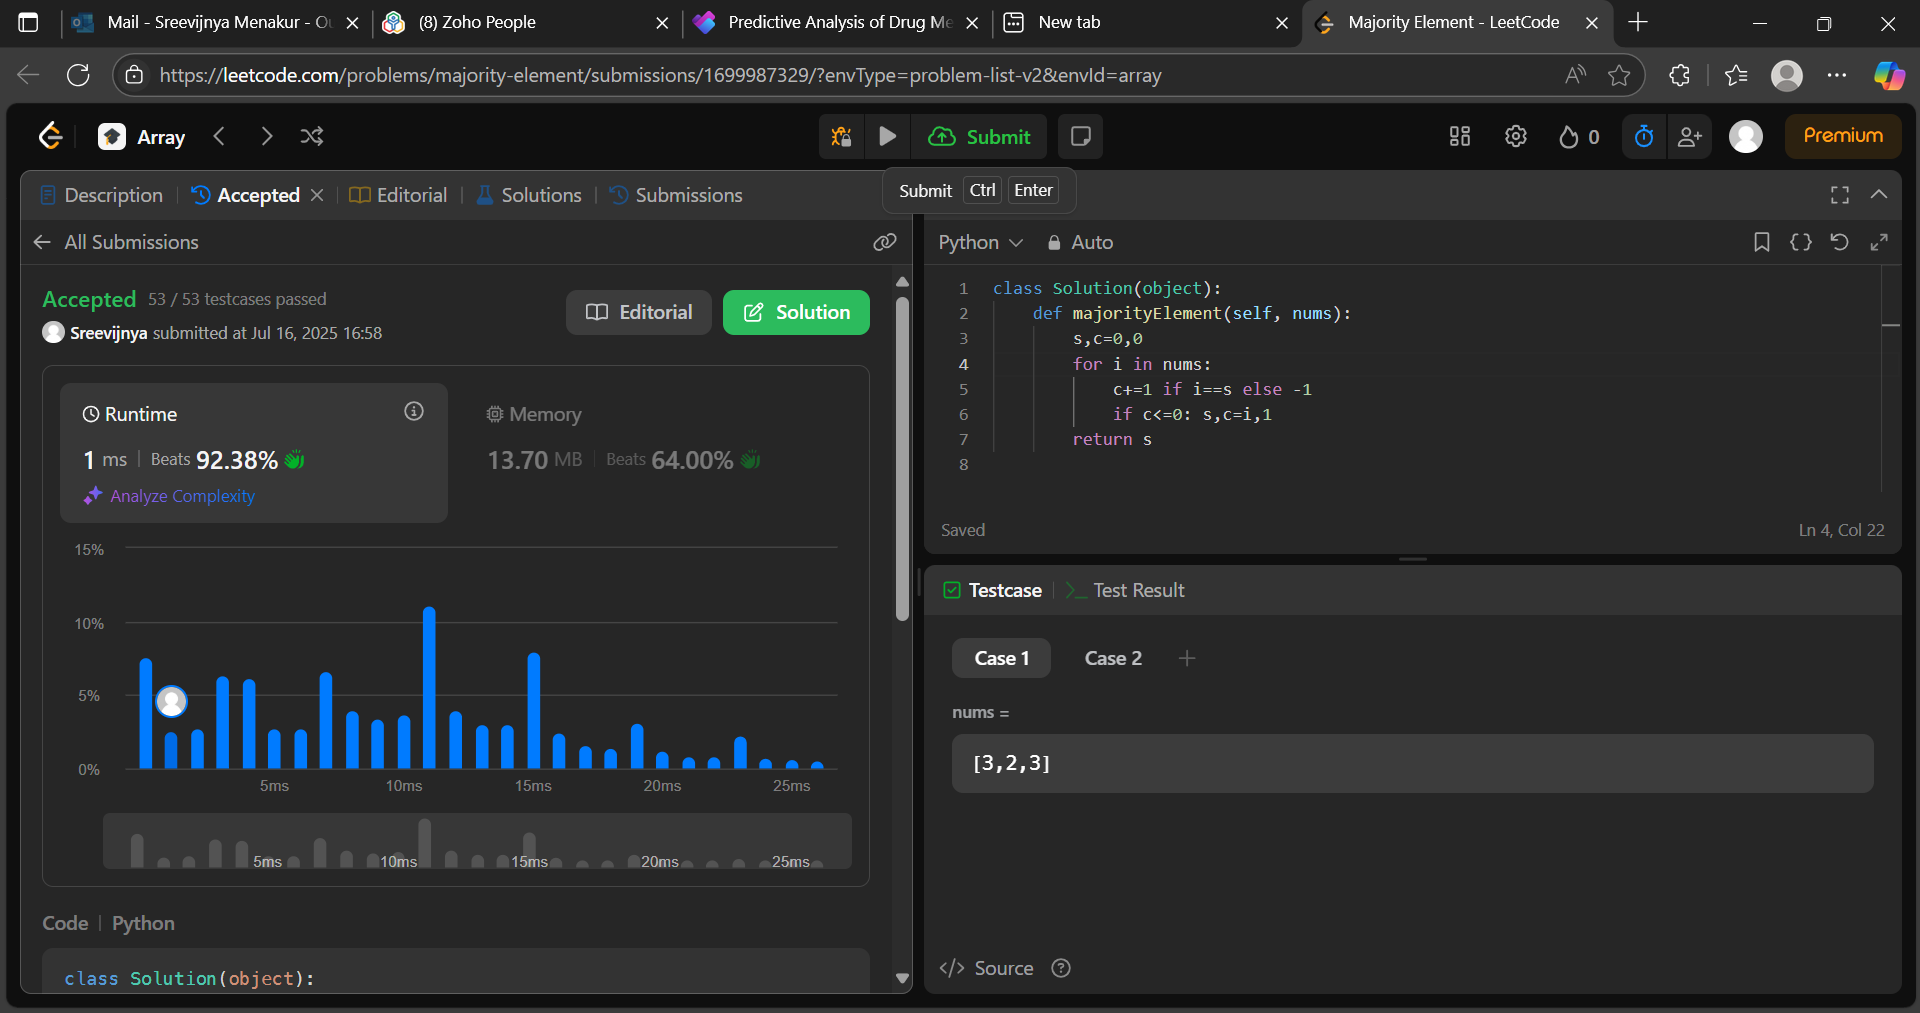 Mail - Sreevijnya Menakur - Ou
(8) Zoho People
Predictive Analysis of Drug Me
New tab
Majority Element - LeetCode
https://leetcode.com/problems/majority-element/submissions/1699987329/?envType=problem-list-v2&envId=array
Array
Submit
0
Premium
Description
Accepted
Editorial
Solutions
Submissions
Submit Ctrl Enter
All Submissions
Accepted 53 / 53 testcases passed
Sreevijnya submitted at Jul 16, 2025 16:58
Editorial
Solution
Runtime
1 ms | Beats 92.38%
Analyze Complexity
Memory
13.70 MB | Beats 64.00%
15%
10%
5%
0%
5ms 10ms 15ms 20ms 25ms
5ms 10ms 15ms 20ms 25ms
Code | Python
class Solution(object):
Python
Auto
1 class Solution(object):
2 def majorityElement(self, nums):
3 s,c=0,0
4 for i in nums:
5 c+=1 if i==s else -1
6 if c<=0: s,c=i,1
7 return s
8
Saved
Ln 4, Col 22
Testcase
>_ Test Result
Case 1
Case 2
+
nums =
[3,2,3]
</> Source